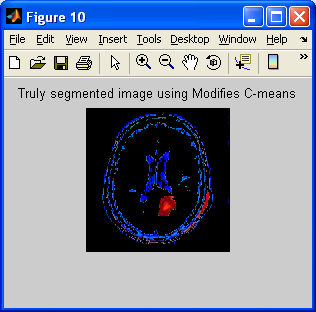 Figure 10
File Edit View Insert Tools Desktop Window Help
Truly segmented image using Modifies C-means